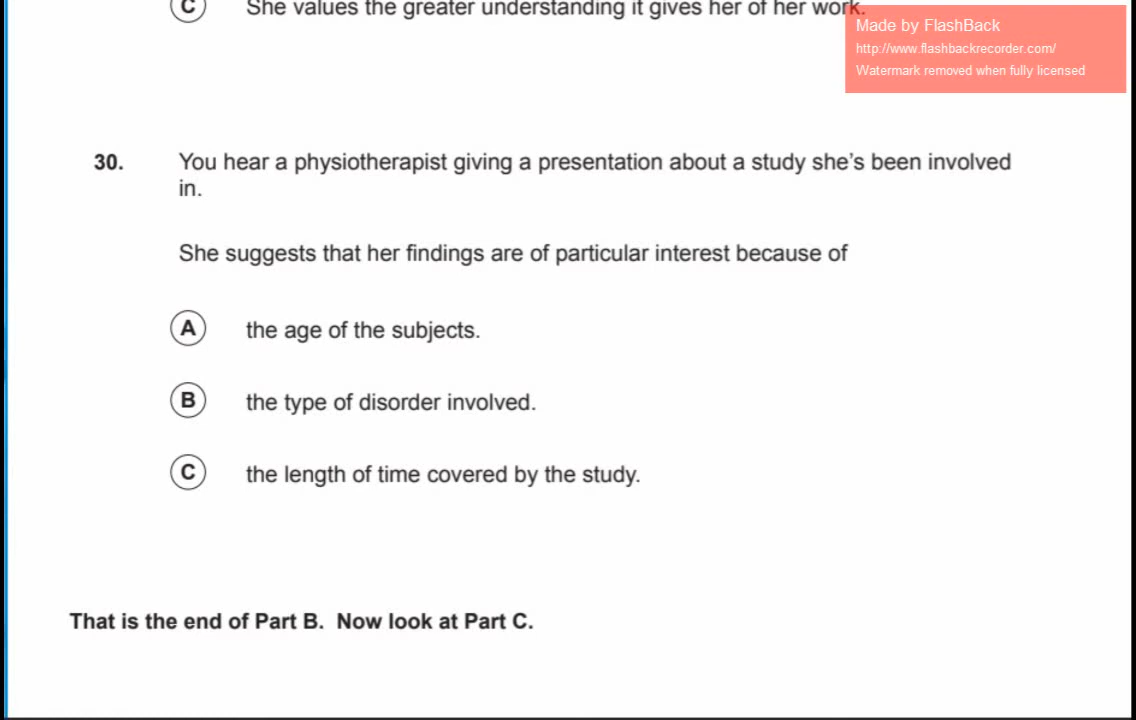 C She values the greater understanding it gives her of her work.
Made by FlashBack
http://www.flashbackrecorder.com/
Watermark removed when fully licensed
30. You hear a physiotherapist giving a presentation about a study she's been involved
in.
She suggests that her findings are of particular interest because of
A the age of the subjects.
B the type of disorder involved.
C the length of time covered by the study.
That is the end of Part B. Now look at Part C.